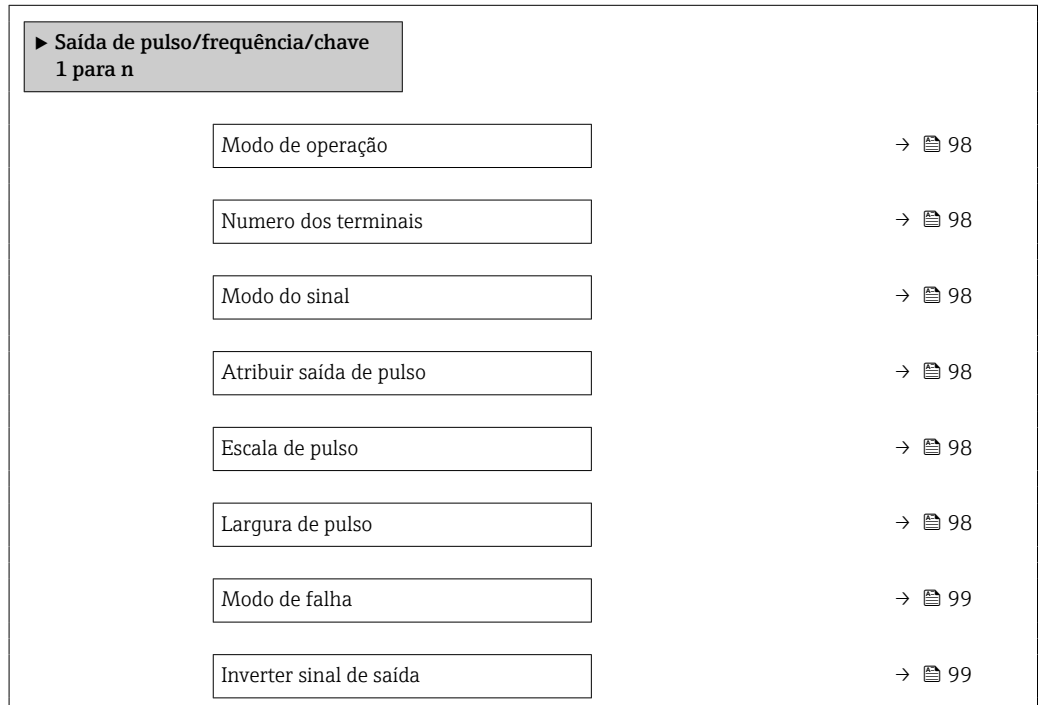 ► Saída de pulso/frequência/chave
1 para n
Modo de operação → 98
Numero dos terminais → 98
Modo do sinal → 98
Atribuir saída de pulso → 98
Escala de pulso → 98
Largura de pulso → 98
Modo de falha → 99
Inverter sinal de saída → 99